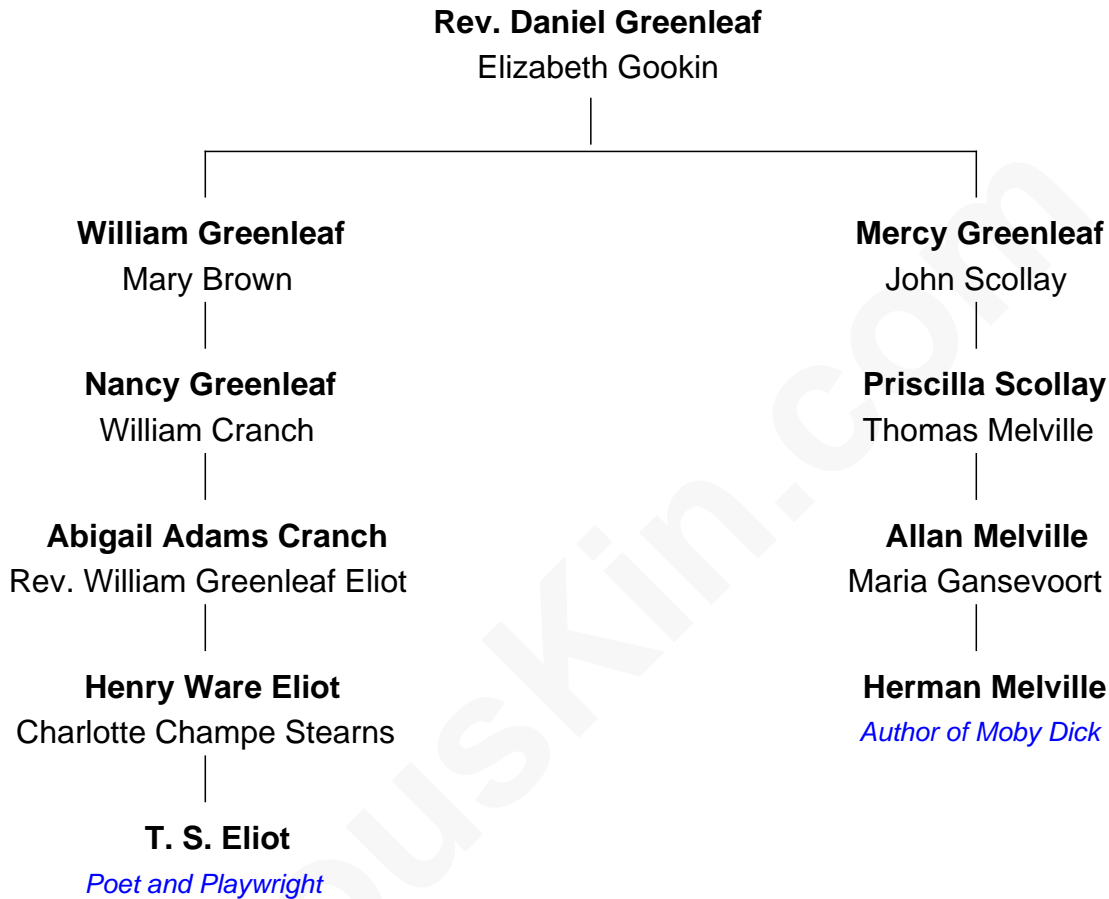 Rev. Daniel Greenleaf
Elizabeth Gookin
William Greenleaf
Mary Brown
Mercy Greenleaf
John Scollay
Nancy Greenleaf
William Cranch
Priscilla Scollay
Thomas Melville
Abigail Adams Cranch
Rev. William Greenleaf Eliot
Allan Melville
Maria Gansevoort
Henry Ware Eliot
Charlotte Champe Stearns
Herman Melville
Author of Moby Dick
T. S. Eliot
Poet and Playwright
ousKin.com